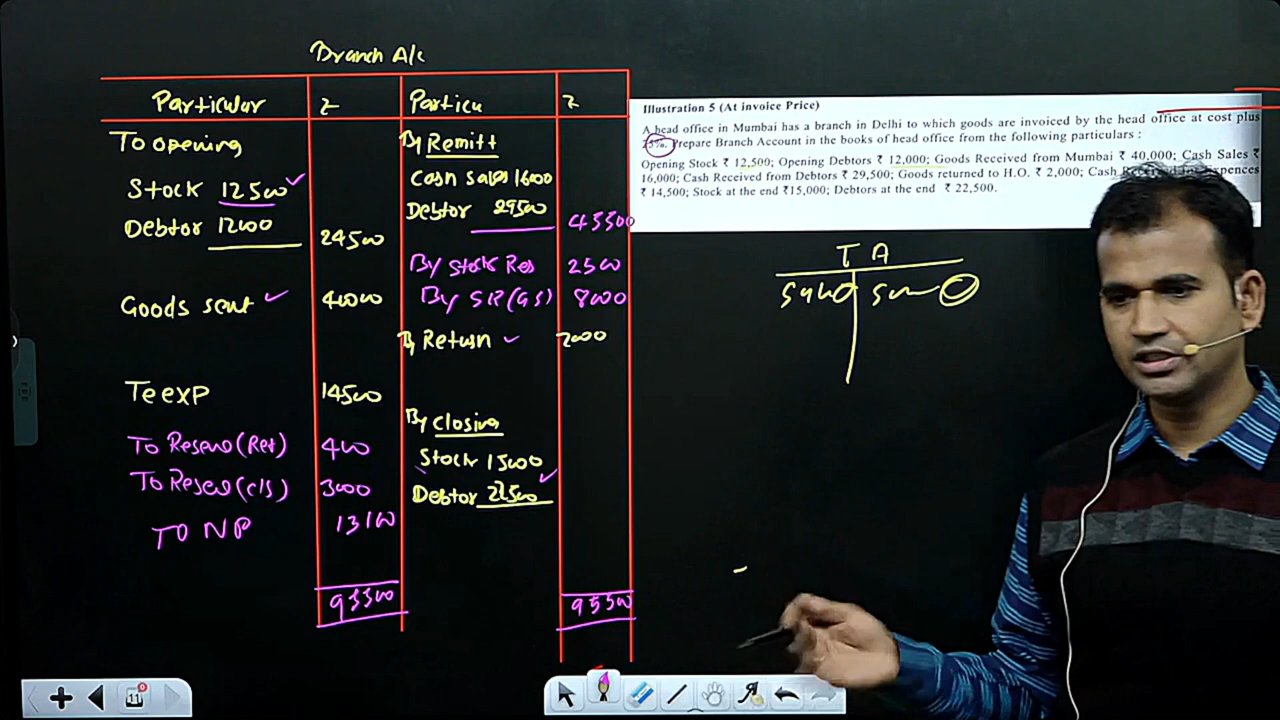 Branch A/c
Particular ₹ Particu ₹
To opening
Stock 12500
Debtor 12000 24500
Goods sent 40000
To exp 14500
To Reserve (Ret) 400
To Reserve (c/s) 3000
TO NP 13100
95500
By Remitt
Cash sales 16000
Debtor 29500 45500
By Stock Res 2500
By SR (GS) 8000
By Return 2000
By closing
Stock 15000
Debtor 22500
95500
Illustration 5 (At invoice Price)
A head office in Mumbai has a branch in Delhi to which goods are invoiced by the head office at cost plus
25%. Prepare Branch Account in the books of head office from the following particulars :
Opening Stock ₹ 12,500; Opening Debtors ₹ 12,000; Goods Received from Mumbai ₹ 40,000; Cash Sales ₹
16,000; Cash Received from Debtors ₹ 29,500; Goods returned to H.O. ₹ 2,000; Cash Received for Expences
₹ 14,500; Stock at the end ₹15,000; Debtors at the end ₹ 22,500.
T A
11